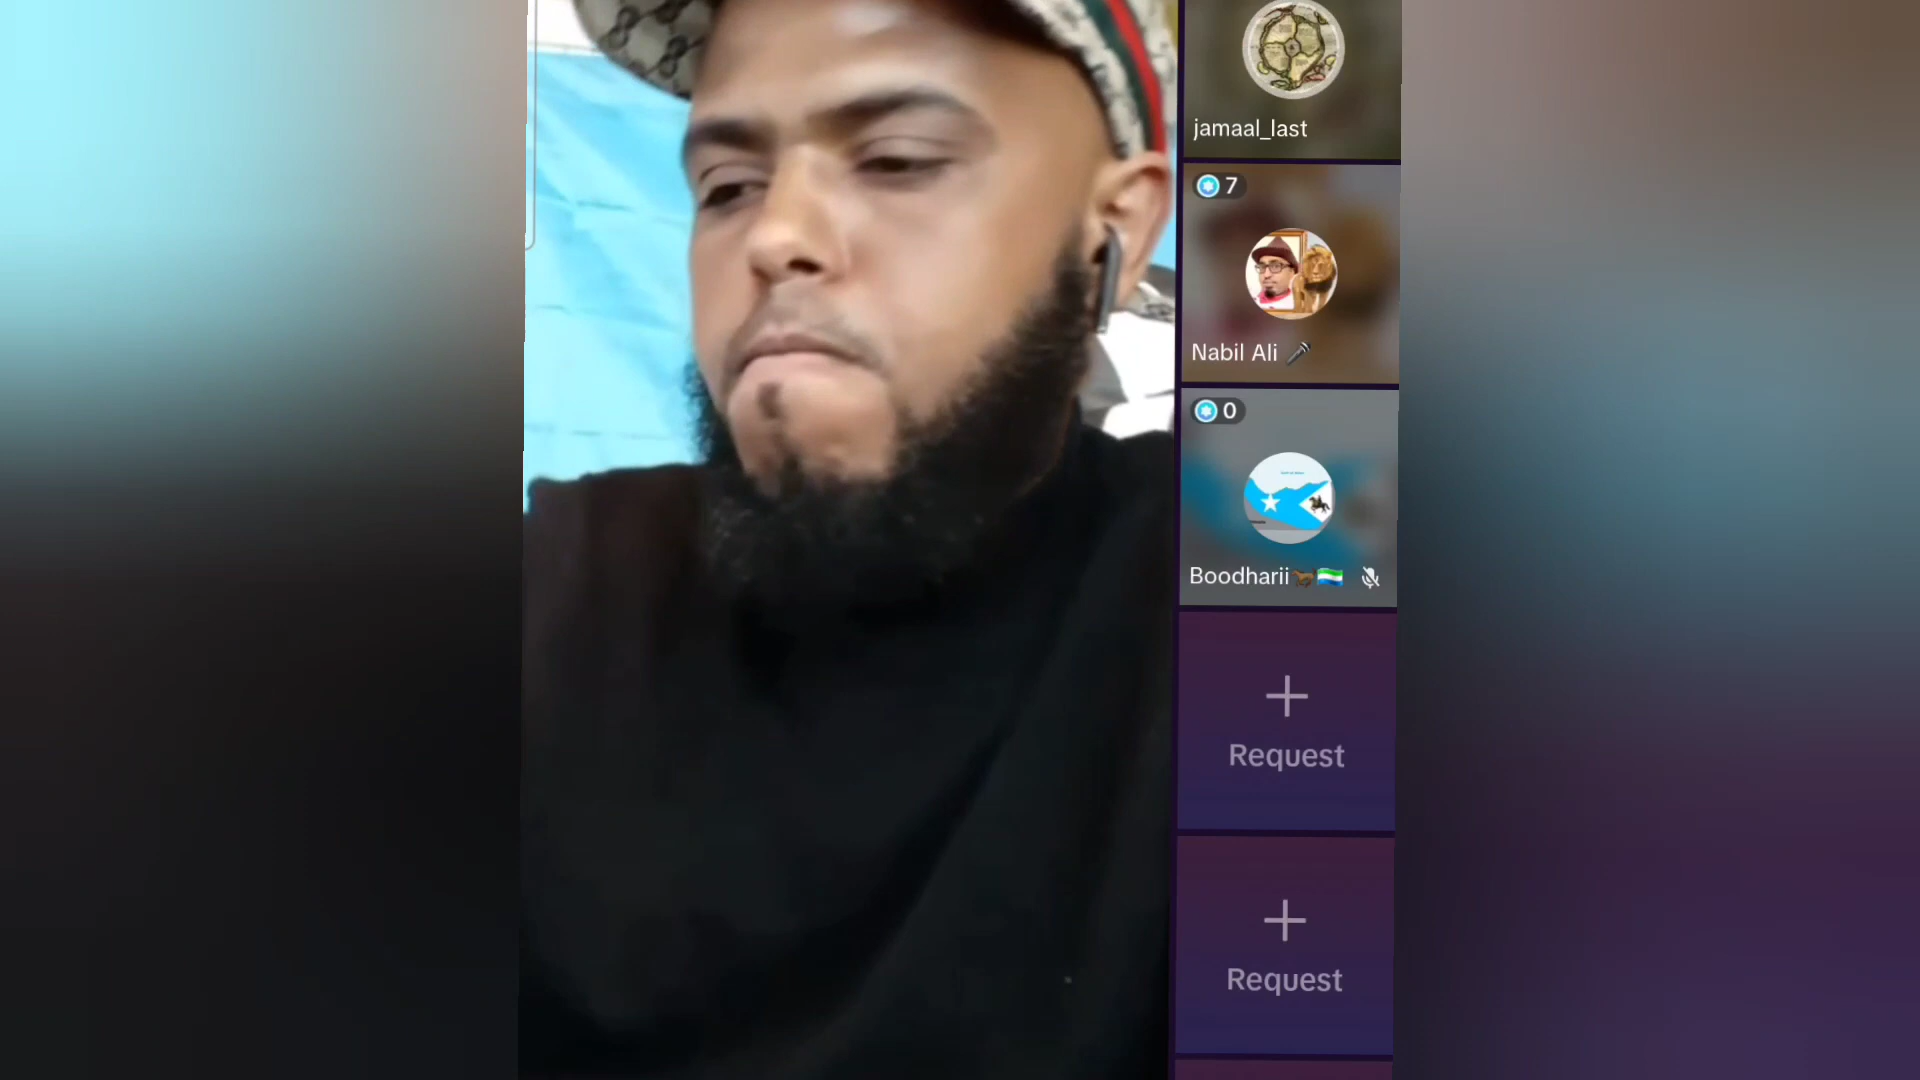 jamaal_last
7
Nabil Ali 🎤
0
Boodharii🐎🇸🇱
Request
Request